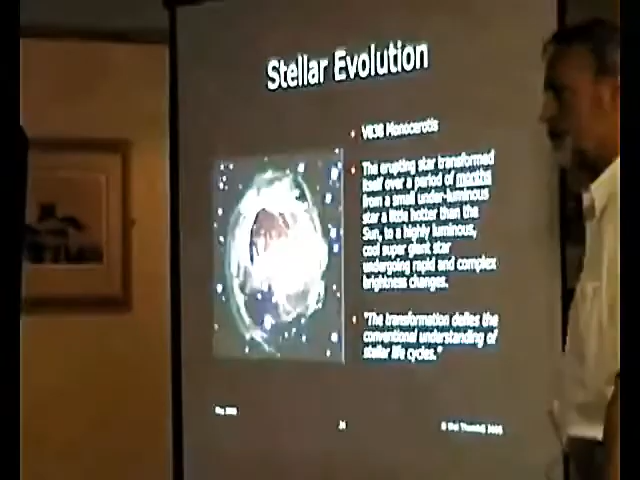 Stellar Evolution
V838 Monocerotis
The erupting star transformed
itself over a period of months
from a small under-luminous
star a little hotter than the
Sun, to a highly luminous,
cool super giant star
undergoing rapid and complex
brightness changes.
"The transformation defies the
conventional understanding of
stellar life cycles."